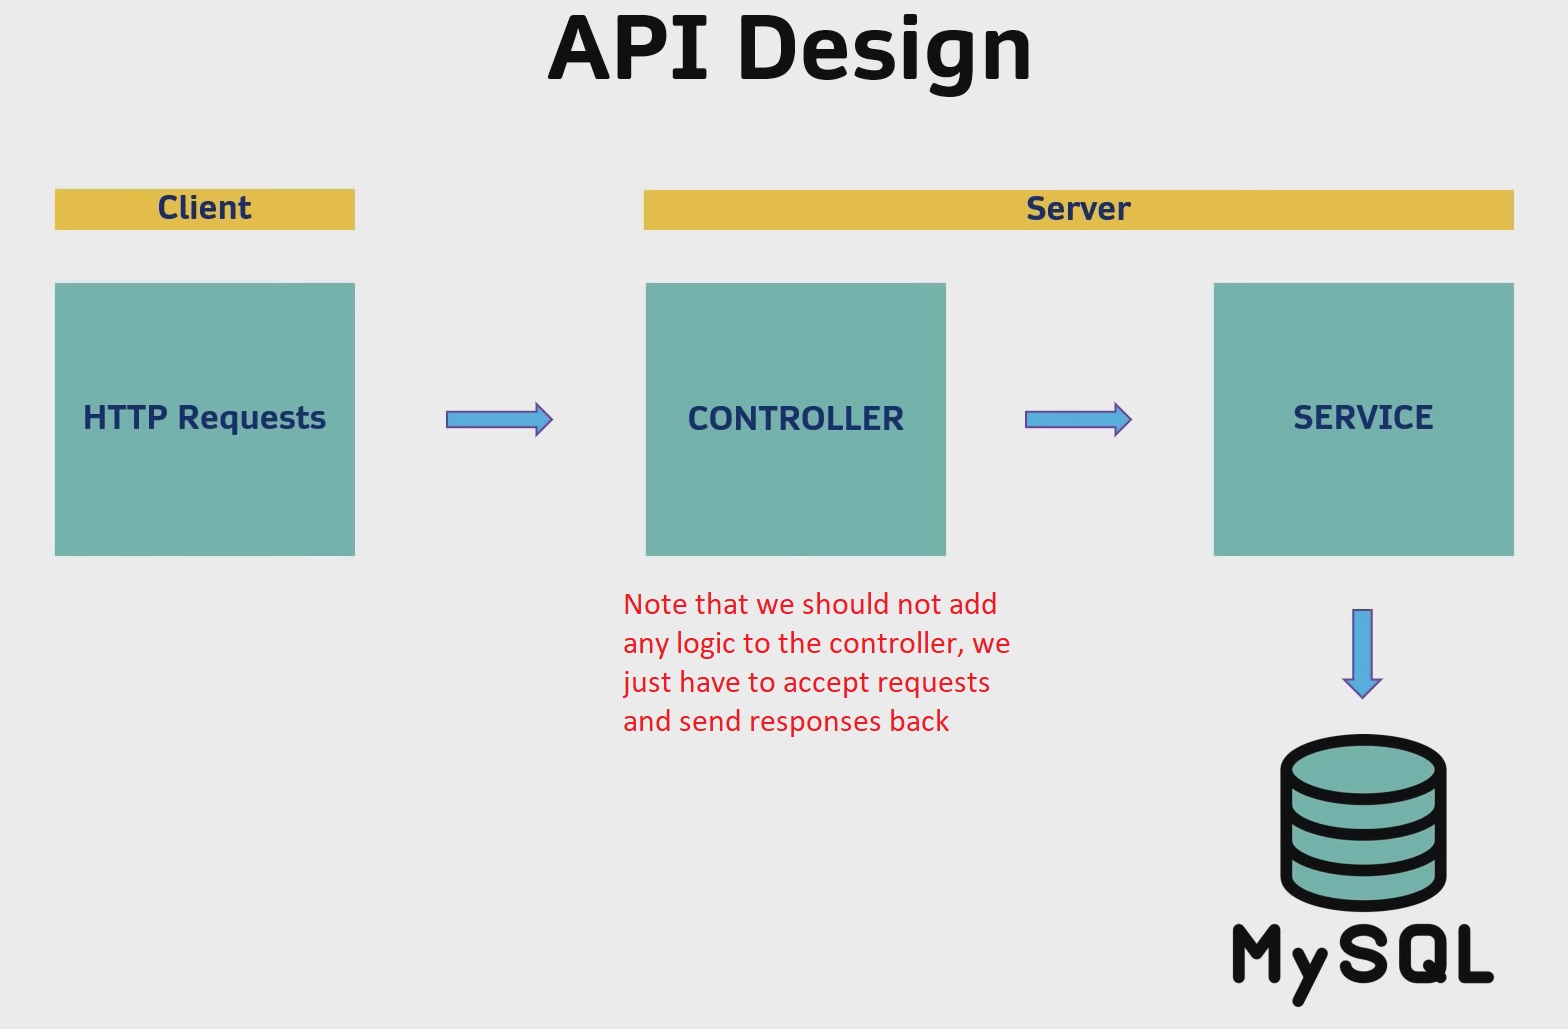 API Design
Client
Server
HTTP Requests
CONTROLLER
SERVICE
Note that we should not add
any logic to the controller, we
just have to accept requests
and send responses back
MySQL